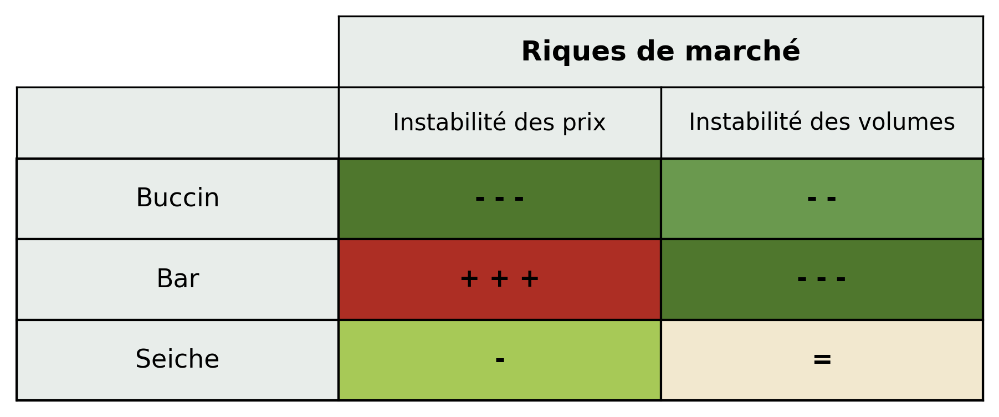 Riques de marché
Instabilité des prix Instabilité des volumes
Buccin - - - - -
Bar + + + - - -
Seiche - =